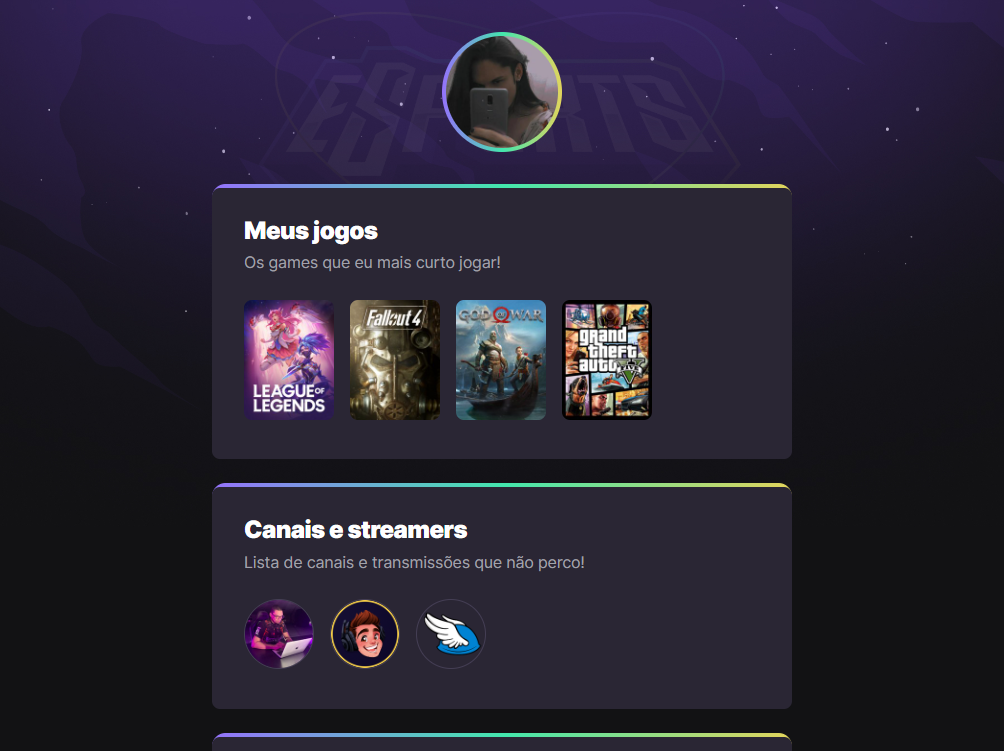 ESPORTS
Meus jogos
Os games que eu mais curto jogar!
LEAGUE OF
LEGENDS
Fallout 4
GOD OF WAR
grand
theft
auto
V
FIVE
Canais e streamers
Lista de canais e transmissões que não perco!